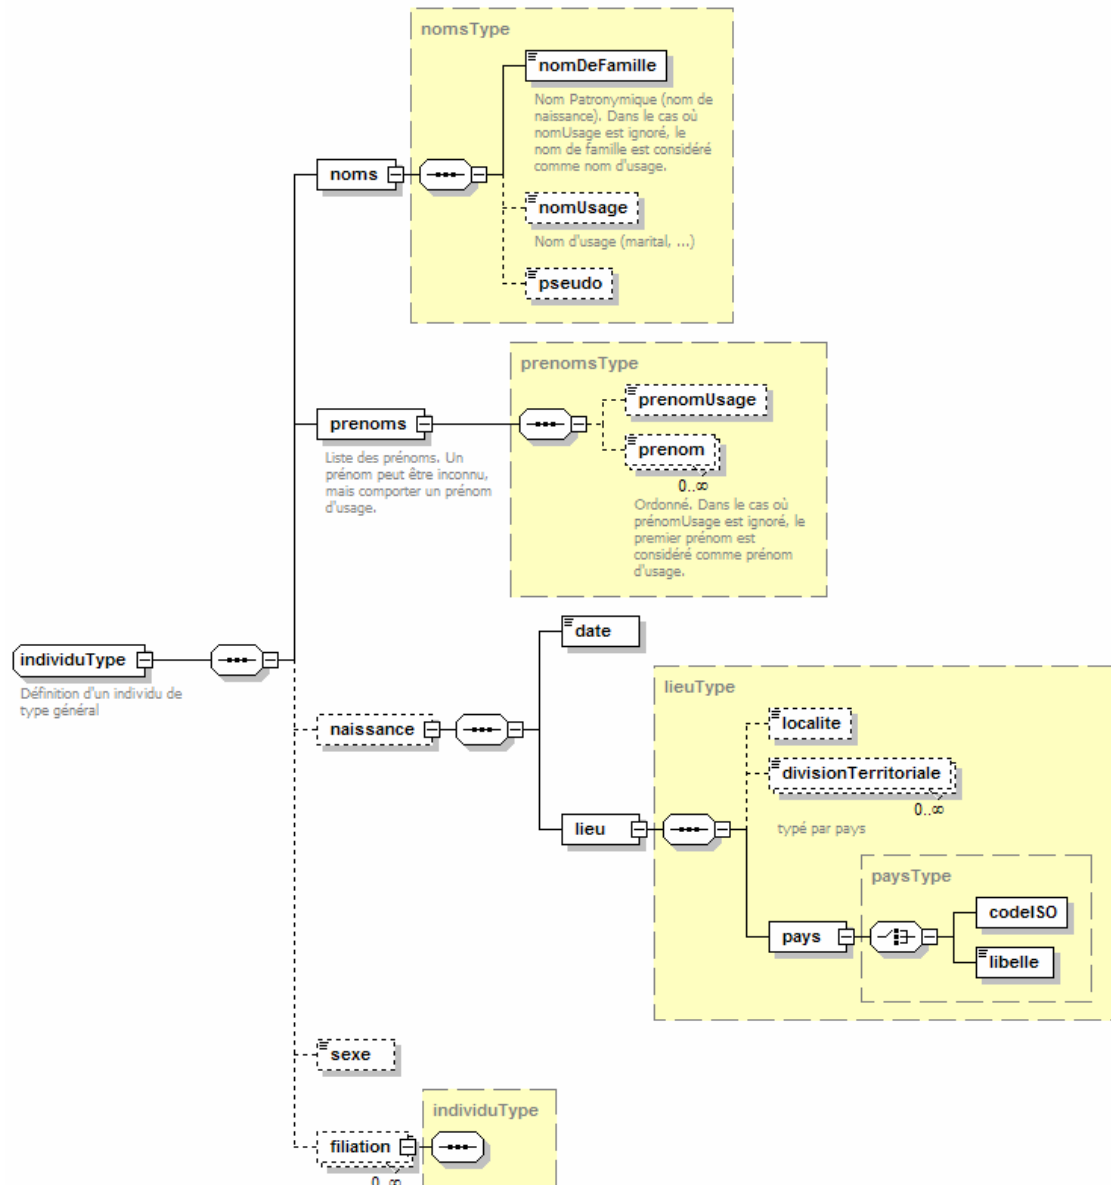 nomsType
nomDeFamille
Nom Patronymique (nom de
naissance). Dans le cas où
nomUsage est ignoré, le
nom de famille est considéré
comme nom d'usage.
noms
nomUsage
Nom d'usage (marital, ...)
pseudo
prenomsType
prenomUsage
prenoms
Liste des prénoms. Un
prénom peut être inconnu,
mais comporter un prénom
d'usage.
prenom
0..∞
Ordonné. Dans le cas où
prénomUsage est ignoré, le
premier prénom est
considéré comme prénom
d'usage.
individuType
Définition d'un individu de
type général
date
naissance
lieuType
localite
divisionTerritoriale
0..∞
typé par pays
lieu
paysType
codeISO
pays
libelle
sexe
individuType
filiation
0..∞